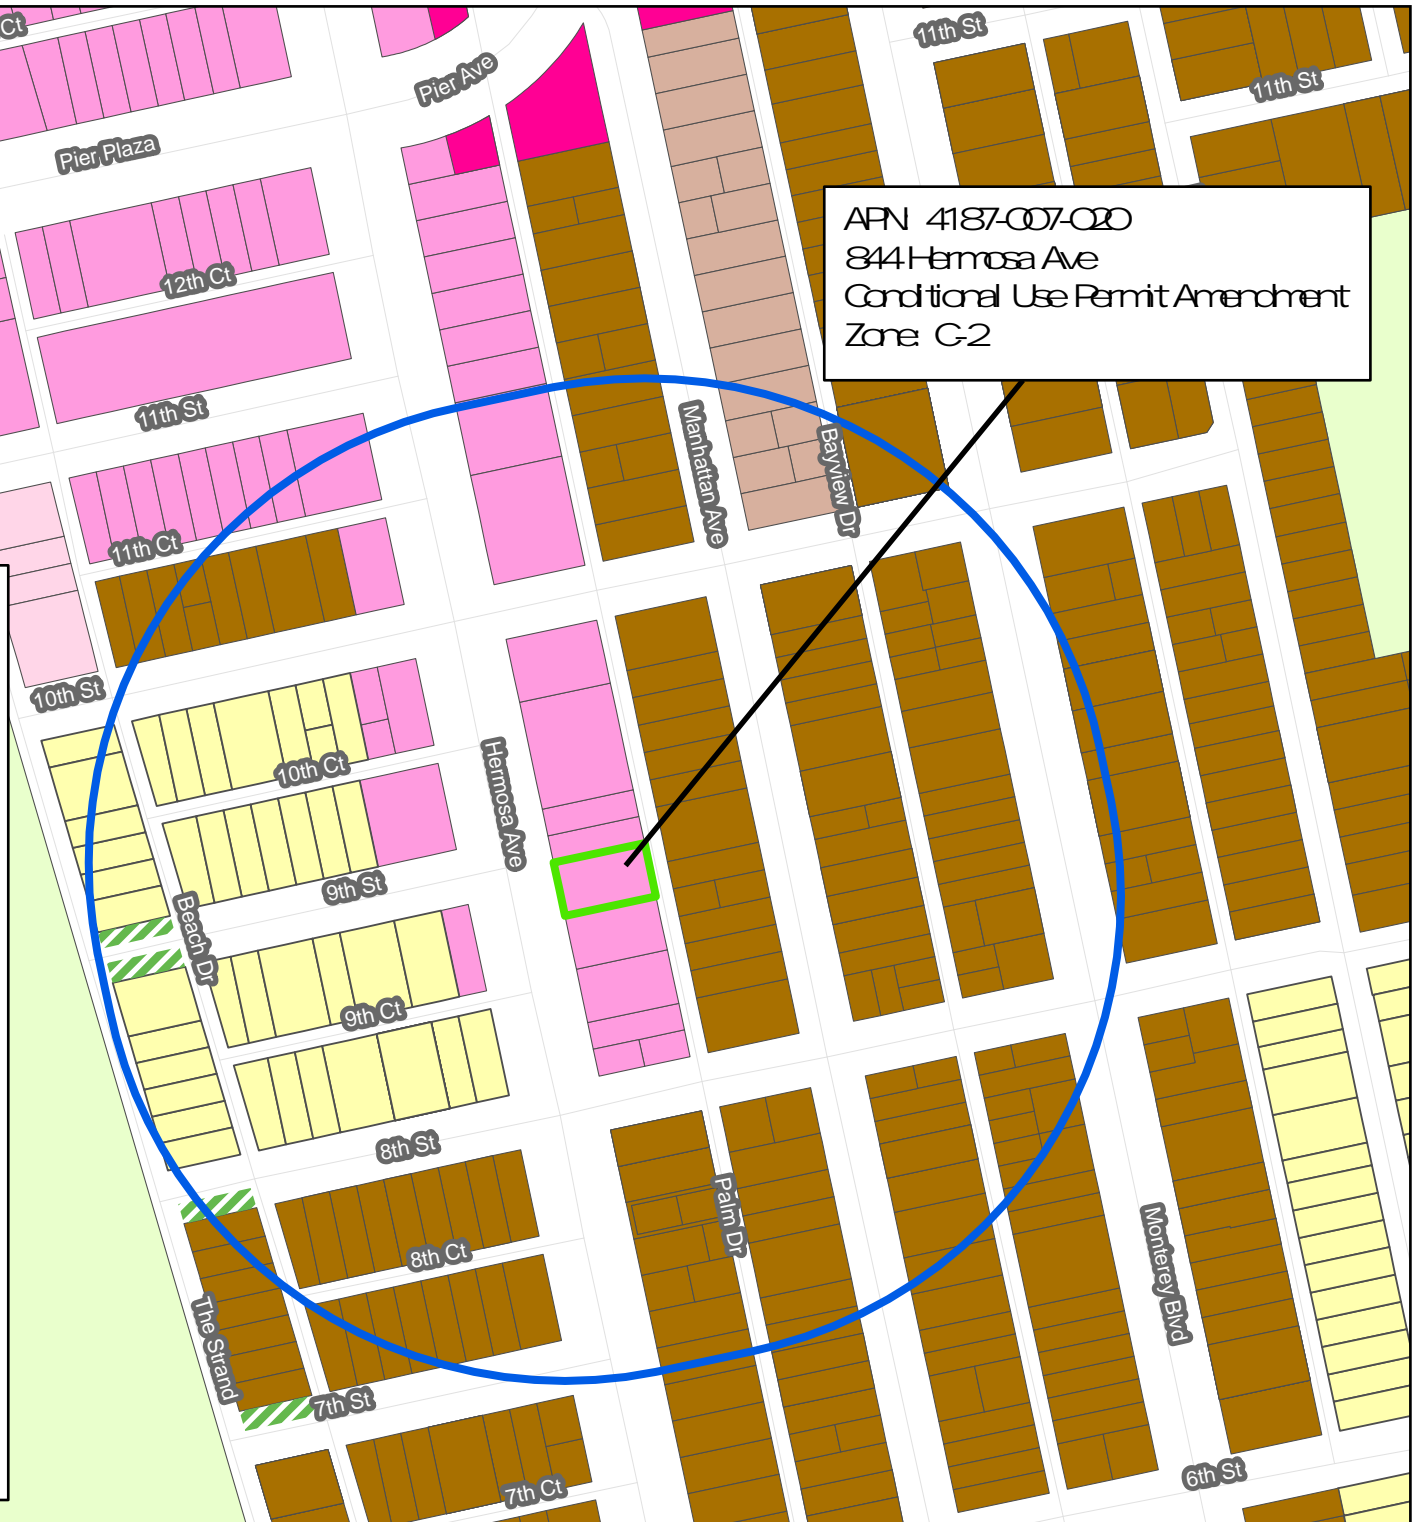 Ct
11th St
Pier Ave
11th St
Pier Plaza
APN: 4187-007-020
844 Hermosa Ave
Conditional Use Permit Amendment
Zone: C-2
12th Ct
11th St
Manhattan Ave
Bayview Dr
11th Ct
10th St
10th Ct
Hermosa Ave
9th St
Beach Dr
9th Ct
8th St
Palm Dr
8th Ct
Monterey Blvd
The Strand
7th St
6th St
7th Ct